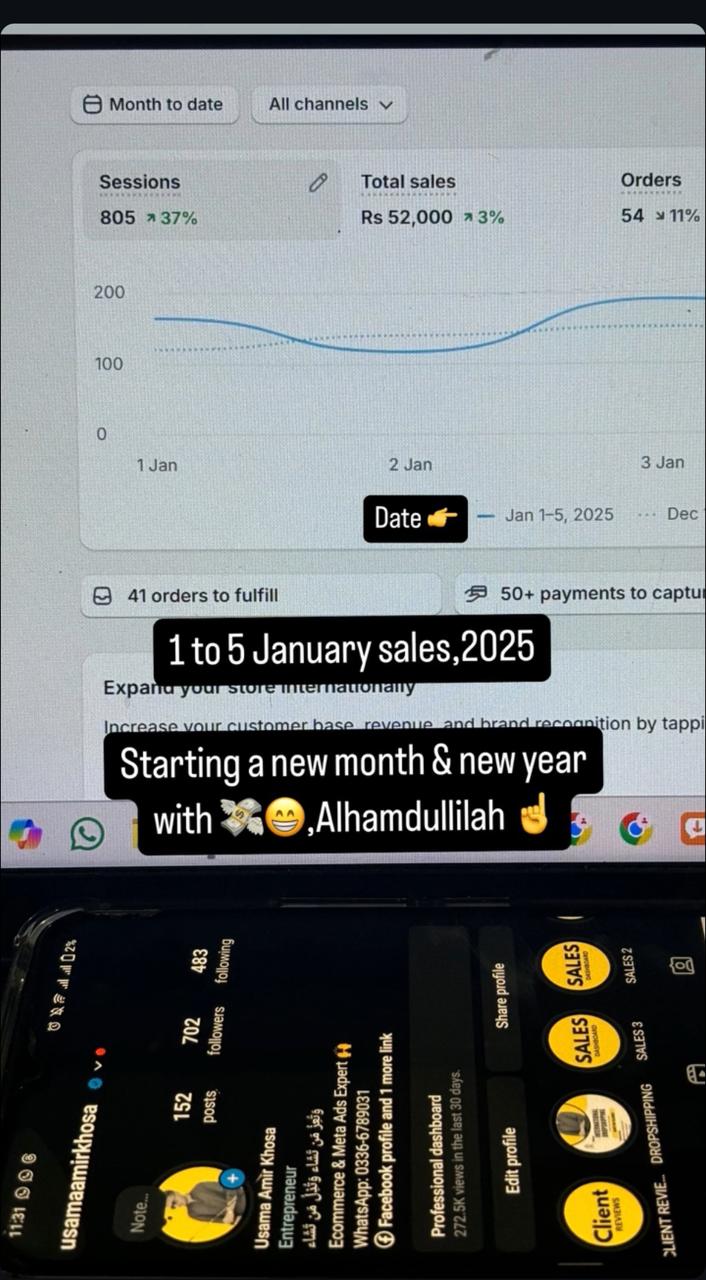 Month to date
All channels
Sessions
805 ↗ 37%
Total sales
Rs 52,000 ↗ 3%
Orders
54 ↘ 11%
200
100
0
1 Jan
2 Jan
3 Jan
Date 👉
Jan 1–5, 2025
Dec
41 orders to fulfill
50+ payments to captu
1 to 5 January sales,2025
Expand your store internationally
Increase your customer base, revenue, and brand recognition by tappi
Starting a new month & new year
with 💸😁,Alhamdullilah ☝️
11:31
2%
usamaamirkhosa
Note...
152
posts
702
followers
483
following
Usama Amir Khosa
Entrepreneur
وَتُعِزُّ مَن تَشَاء وَتُذِلُّ مَن تَشَاء
Ecommerce & Meta Ads Expert 🙌
WhatsApp: 0336-6789031
Facebook profile and 1 more link
Professional dashboard
272.5K views in the last 30 days.
Edit profile
Share profile
Client
REVIEWS
SALES
DASHBOARD
SALES
DASHBOARD
CLIENT REVIE...
DROPSHIPPING
SALES 3
SALES 2